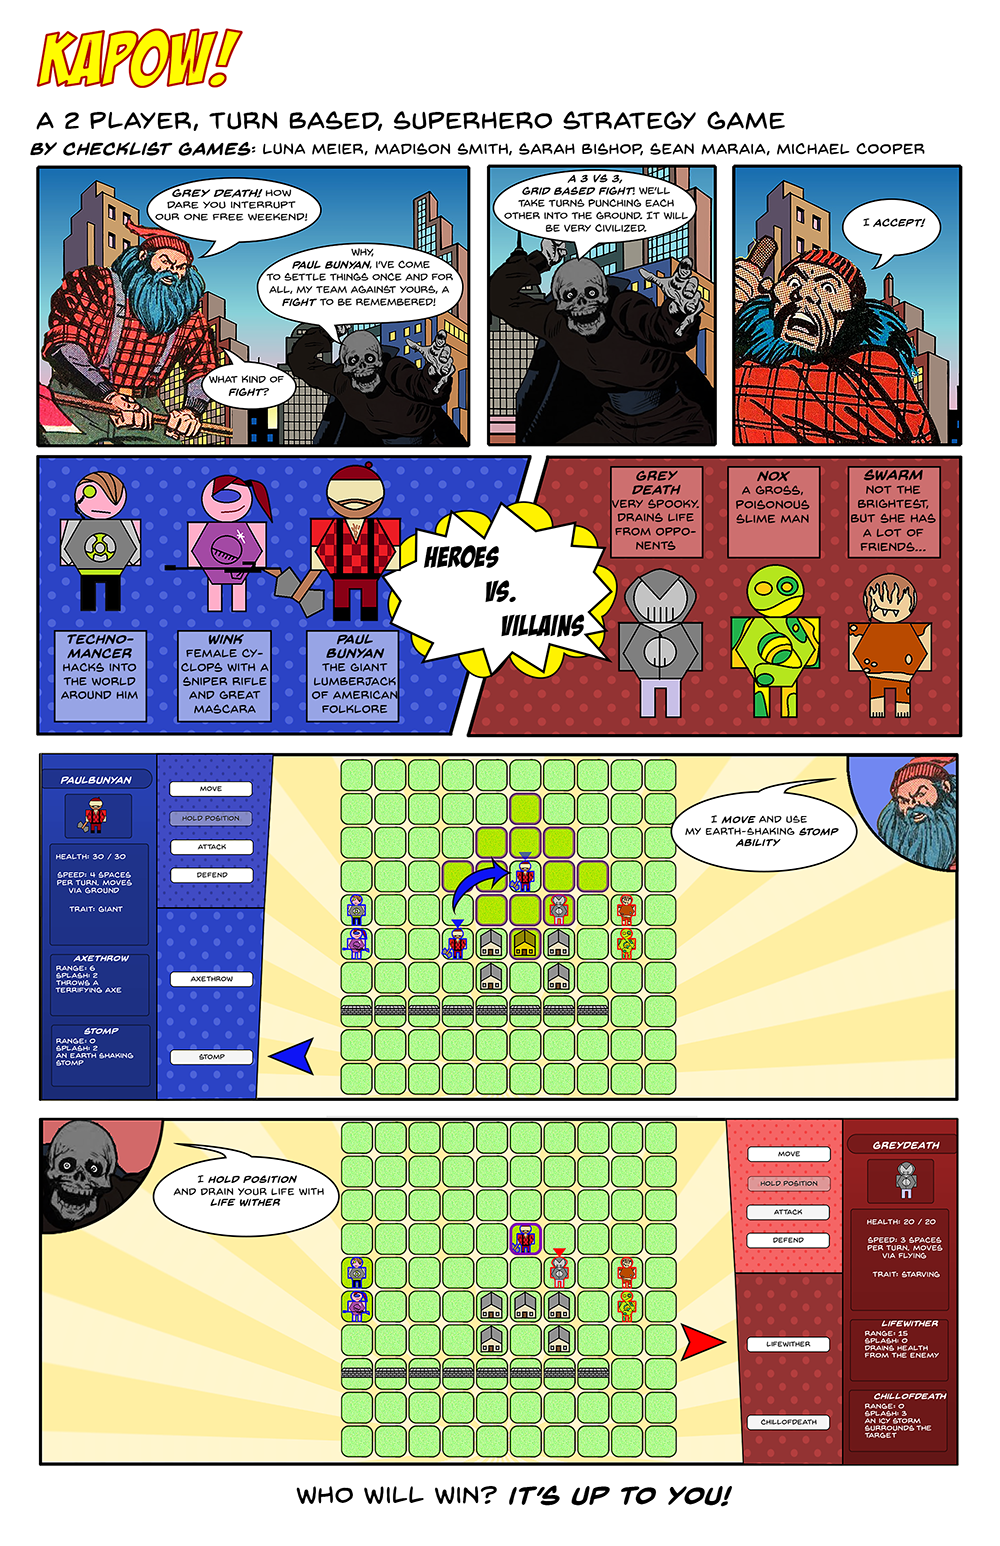 KAPOW!
A 2 PLAYER, TURN BASED, SUPERHERO STRATEGY GAME
BY CHECKLIST GAMES: LUNA MEIER, MADISON SMITH, SARAH BISHOP, SEAN MARAIA, MICHAEL COOPER
GREY DEATH! HOW
DARE YOU INTERRUPT
OUR ONE FREE WEEKEND!
WHY,
PAUL BUNYAN, I'VE COME
TO SETTLE THINGS ONCE AND FOR
ALL, MY TEAM AGAINST YOURS, A
FIGHT TO BE REMEMBERED!
WHAT KIND OF
FIGHT?
A 3 VS 3,
GRID BASED FIGHT! WE'LL
TAKE TURNS PUNCHING EACH
OTHER INTO THE GROUND. IT WILL
BE VERY CIVILIZED.
I ACCEPT!
TECHNO-
MANCER
HACKS INTO
THE WORLD
AROUND HIM
WINK
FEMALE CY-
CLOPS WITH A
SNIPER RIFLE
AND GREAT
MASCARA
PAUL
BUNYAN
THE GIANT
LUMBERJACK
OF AMERICAN
FOLKLORE
HEROES
VS.
VILLAINS
GREY
DEATH
VERY SPOOKY.
DRAINS LIFE
FROM OPPO-
NENTS
NOX
A GROSS,
POISONOUS
SLIME MAN
SWARM
NOT THE
BRIGHTEST,
BUT SHE HAS
A LOT OF
FRIENDS...
PAULBUNYAN
HEALTH: 30 / 30
SPEED: 4 SPACES
PER TURN, MOVES
VIA GROUND
TRAIT: GIANT
AXETHROW
RANGE: 6
SPLASH: 2
THROWS A
TERRIFYING AXE
STOMP
RANGE: 0
SPLASH: 2
AN EARTH SHAKING
STOMP
MOVE
HOLD POSITION
ATTACK
DEFEND
AXETHROW
STOMP
I MOVE AND USE
MY EARTH-SHAKING STOMP
ABILITY
I HOLD POSITION
AND DRAIN YOUR LIFE WITH
LIFE WITHER
MOVE
HOLD POSITION
ATTACK
DEFEND
LIFEWITHER
CHILLOFDEATH
GREYDEATH
HEALTH: 20 / 20
SPEED: 3 SPACES
PER TURN, MOVES
VIA FLYING
TRAIT: STARVING
LIFEWITHER
RANGE: 15
SPLASH: 0
DRAINS HEALTH
FROM THE ENEMY
CHILLOFDEATH
RANGE: 0
SPLASH: 3
AN ICY STORM
SURROUNDS THE
TARGET
WHO WILL WIN? IT'S UP TO YOU!